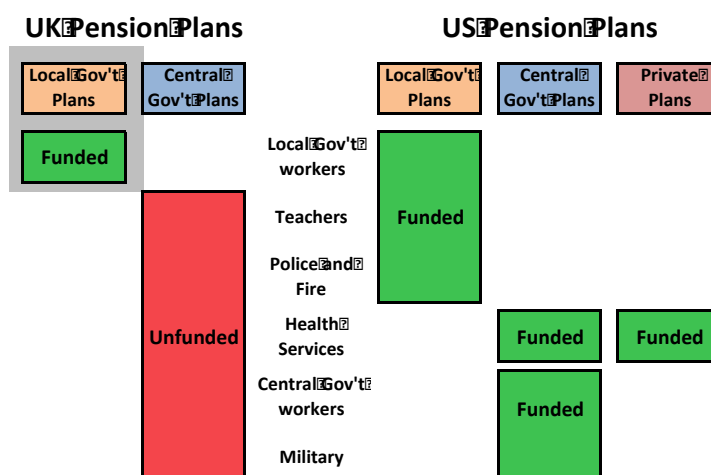 UK Pension Plans
US Pension Plans
Local Gov't
Plans
Central
Gov't Plans
Local Gov't
Plans
Central
Gov't Plans
Private
Plans
Funded
Local Gov't
workers
Teachers
Funded
Police and
Fire
Unfunded
Health
Services
Funded
Funded
Central Gov't
workers
Funded
Military